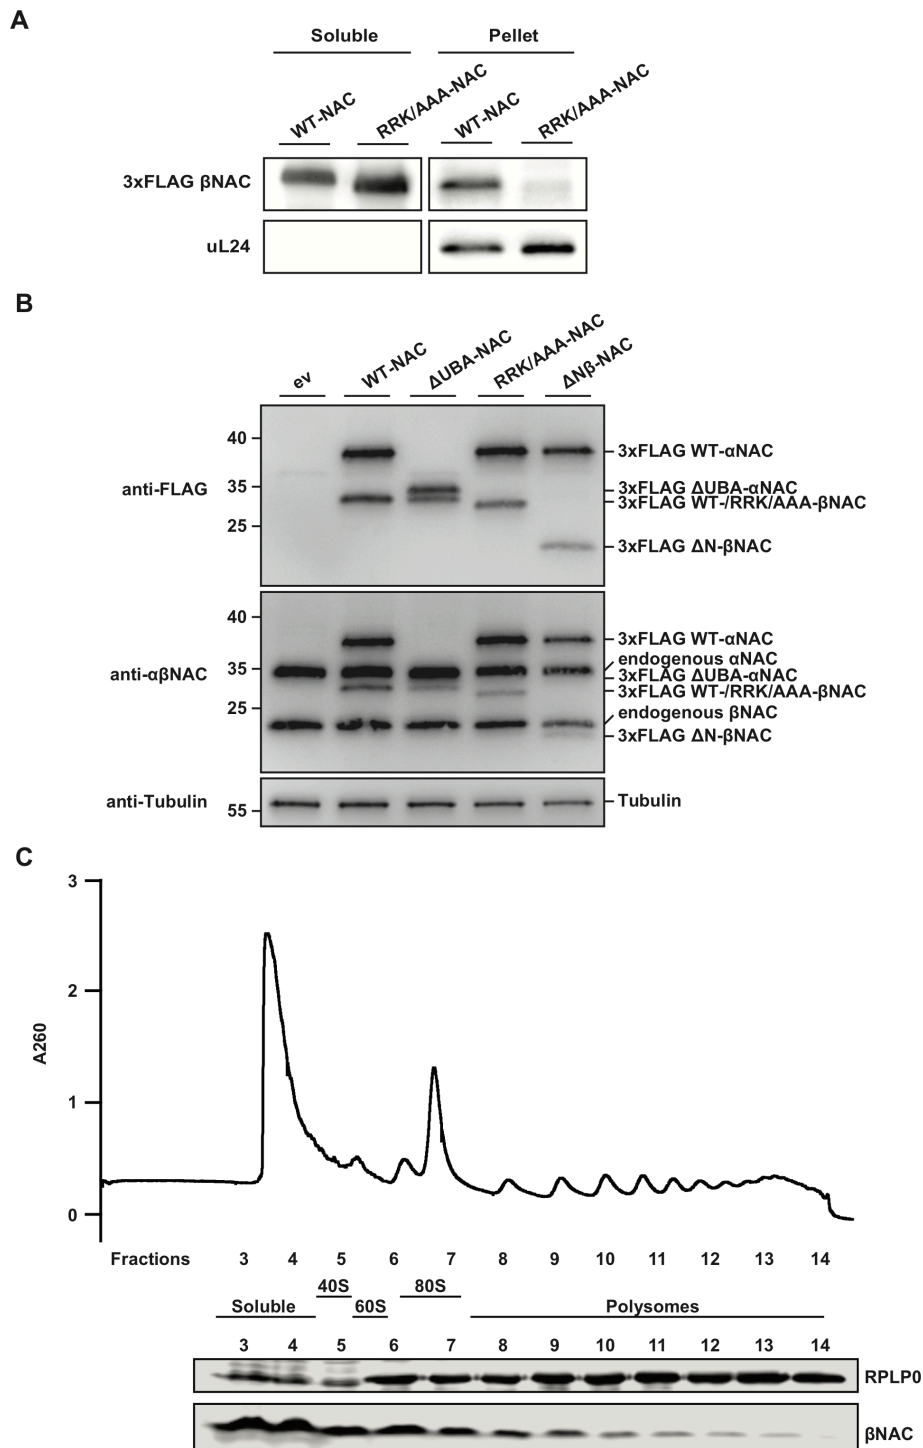 A
Soluble Pellet
WT-NAC RRK/AAA-NAC WT-NAC RRK/AAA-NAC
3xFLAG βNAC
uL24
B
ev WT-NAC ΔUBA-NAC RRK/AAA-NAC ΔNβ-NAC
40
35
25
anti-FLAG
3xFLAG WT-αNAC
3xFLAG ΔUBA-αNAC
3xFLAG WT-/RRK/AAA-βNAC
3xFLAG ΔN-βNAC
40
35
25
anti-αβNAC
3xFLAG WT-αNAC
endogenous αNAC
3xFLAG ΔUBA-αNAC
3xFLAG WT-/RRK/AAA-βNAC
endogenous βNAC
3xFLAG ΔN-βNAC
anti-Tubulin
55
Tubulin
C
3
2
1
0
A260
Fractions 3 4 5 6 7 8 9 10 11 12 13 14
40S 80S
Soluble 60S Polysomes
3 4 5 6 7 8 9 10 11 12 13 14
RPLP0
βNAC